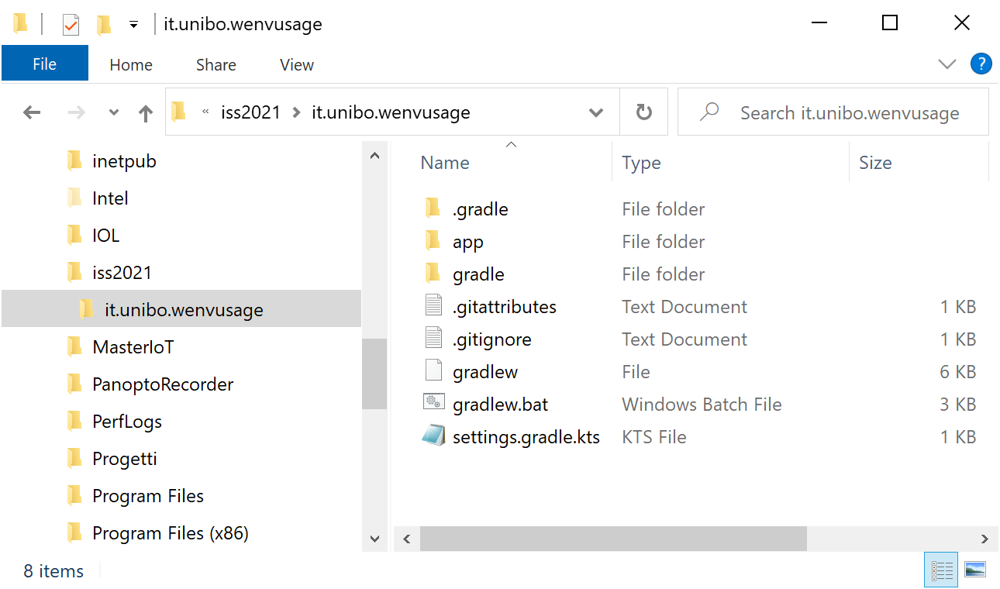 it.unibo.wenvusage
File Home Share View ?
« iss2021 > it.unibo.wenvusage Search it.unibo.wenvusage
inetpub
Intel
IOL
iss2021
it.unibo.wenvusage
MasterIoT
PanoptoRecorder
PerfLogs
Progetti
Program Files
Program Files (x86)
Name Type Size
.gradle File folder
app File folder
gradle File folder
.gitattributes Text Document 1 KB
.gitignore Text Document 1 KB
gradlew File 6 KB
gradlew.bat Windows Batch File 3 KB
settings.gradle.kts KTS File 1 KB
8 items